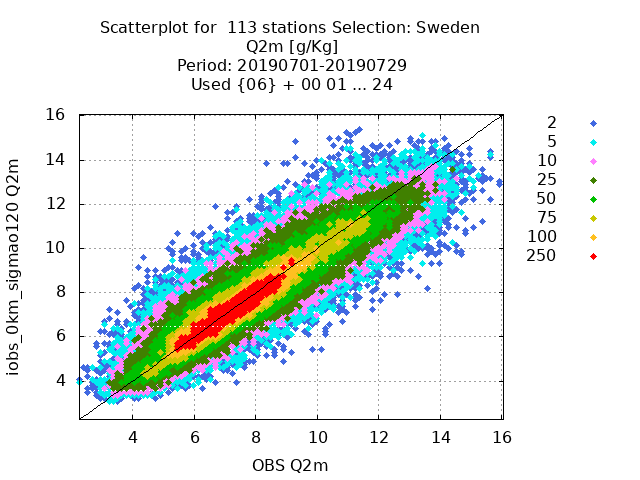 Scatterplot for  113 stations Selection: Sweden
Q2m [g/Kg]
Period: 20190701-20190729
Used {06} + 00 01 ... 24
iobs_0km_sigmao120 Q2m
16
14
12
10
8
6
4
4 6 8 10 12 14 16
OBS Q2m
2
5
10
25
50
75
100
250